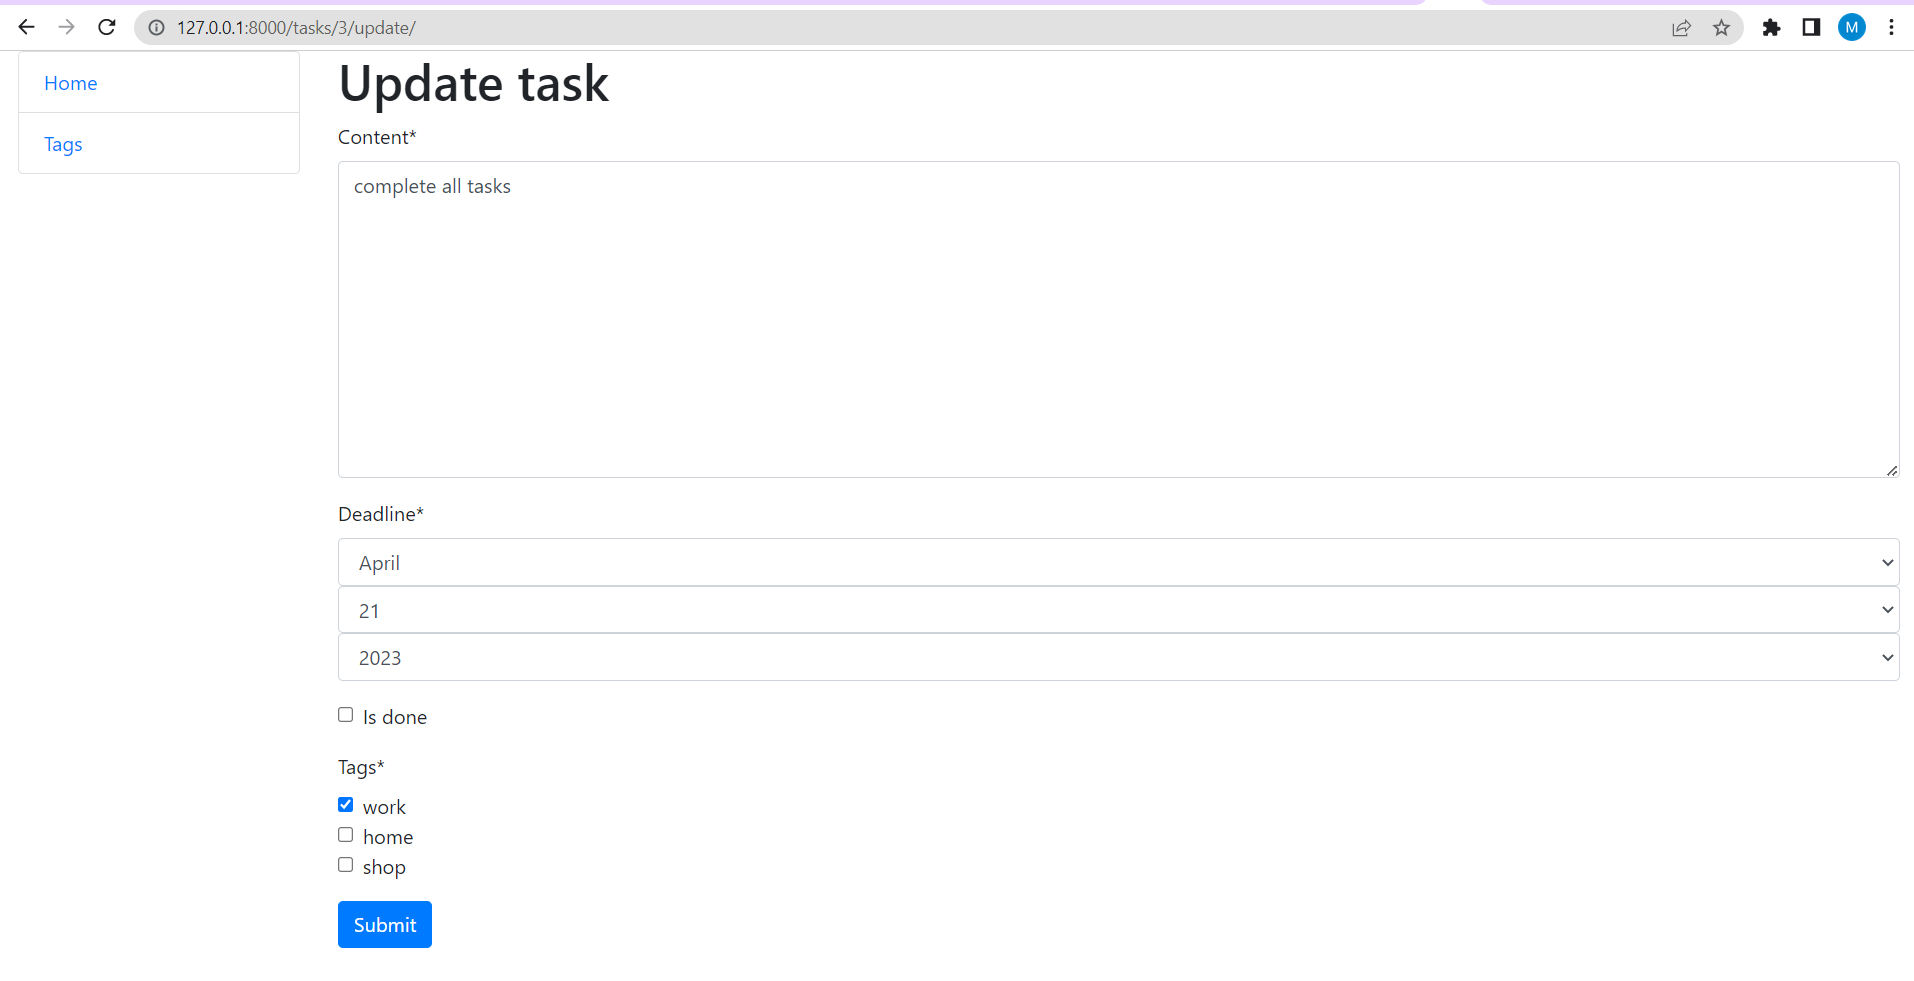 127.0.0.1:8000/tasks/3/update/
M
Home
Tags
Update task
Content*
complete all tasks
Deadline*
April
21
2023
Is done
Tags*
work
home
shop
Submit